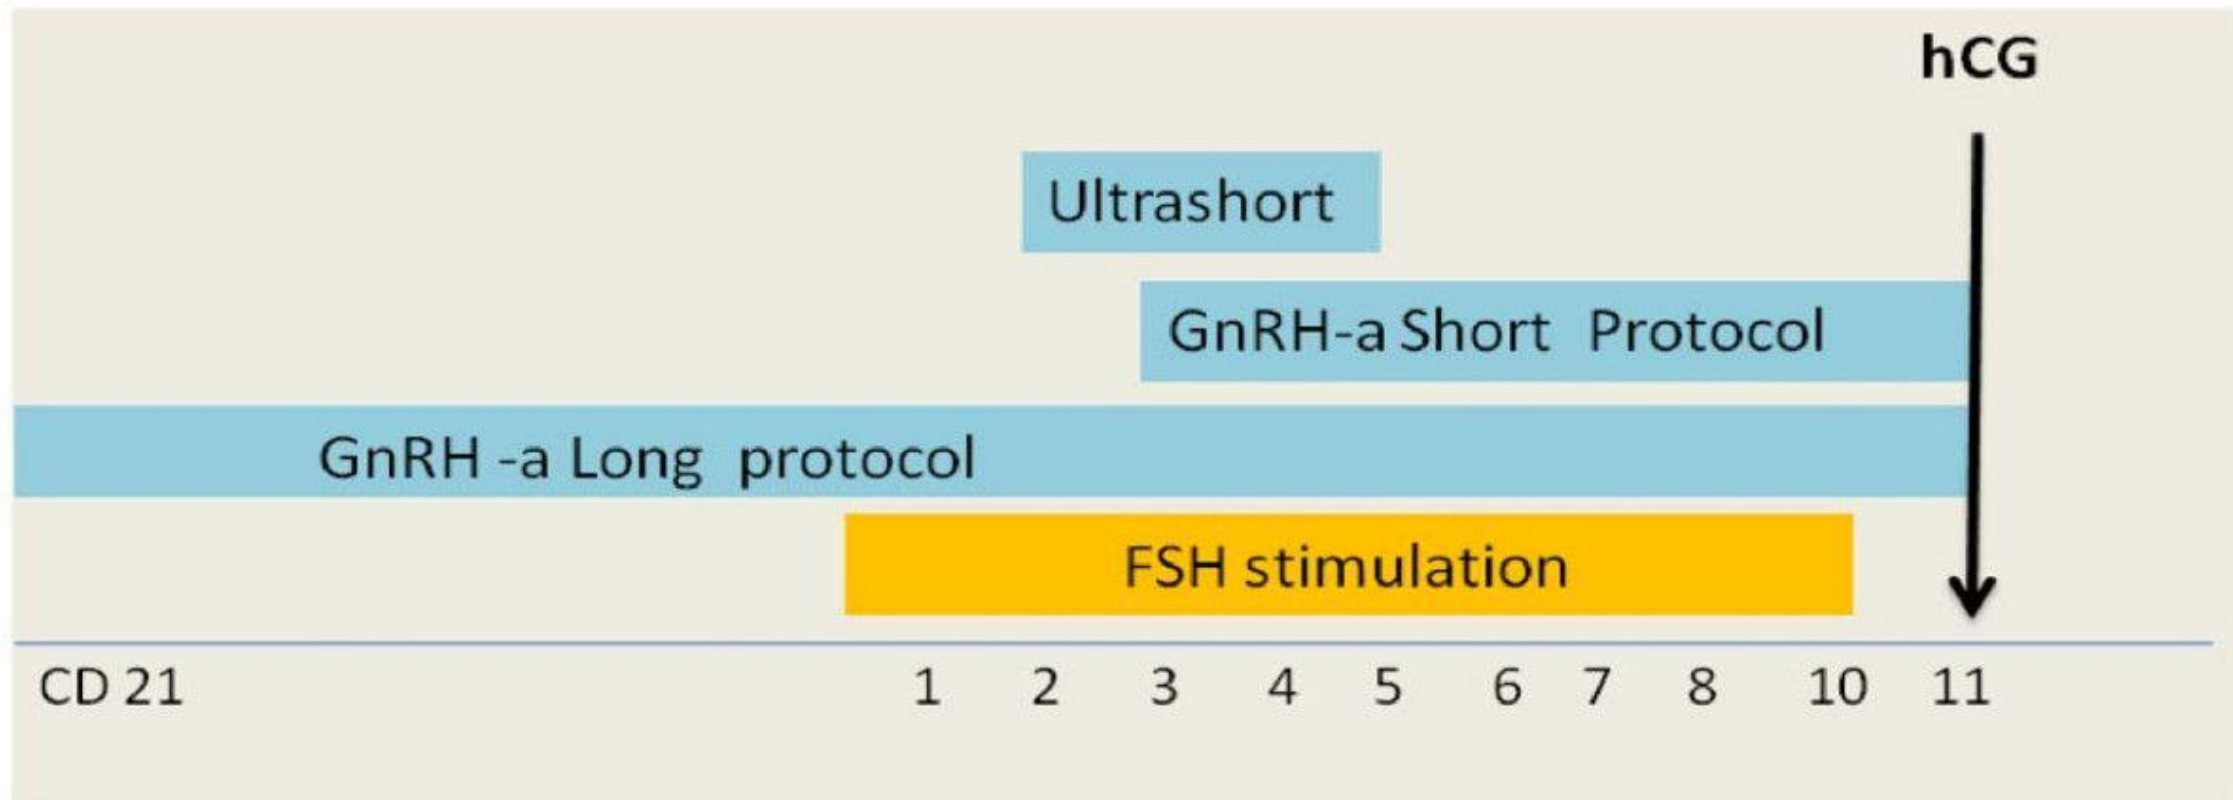 hCG
Ultrashort
GnRH-a Short Protocol
GnRH -a Long protocol
FSH stimulation
CD 21 1 2 3 4 5 6 7 8 10 11